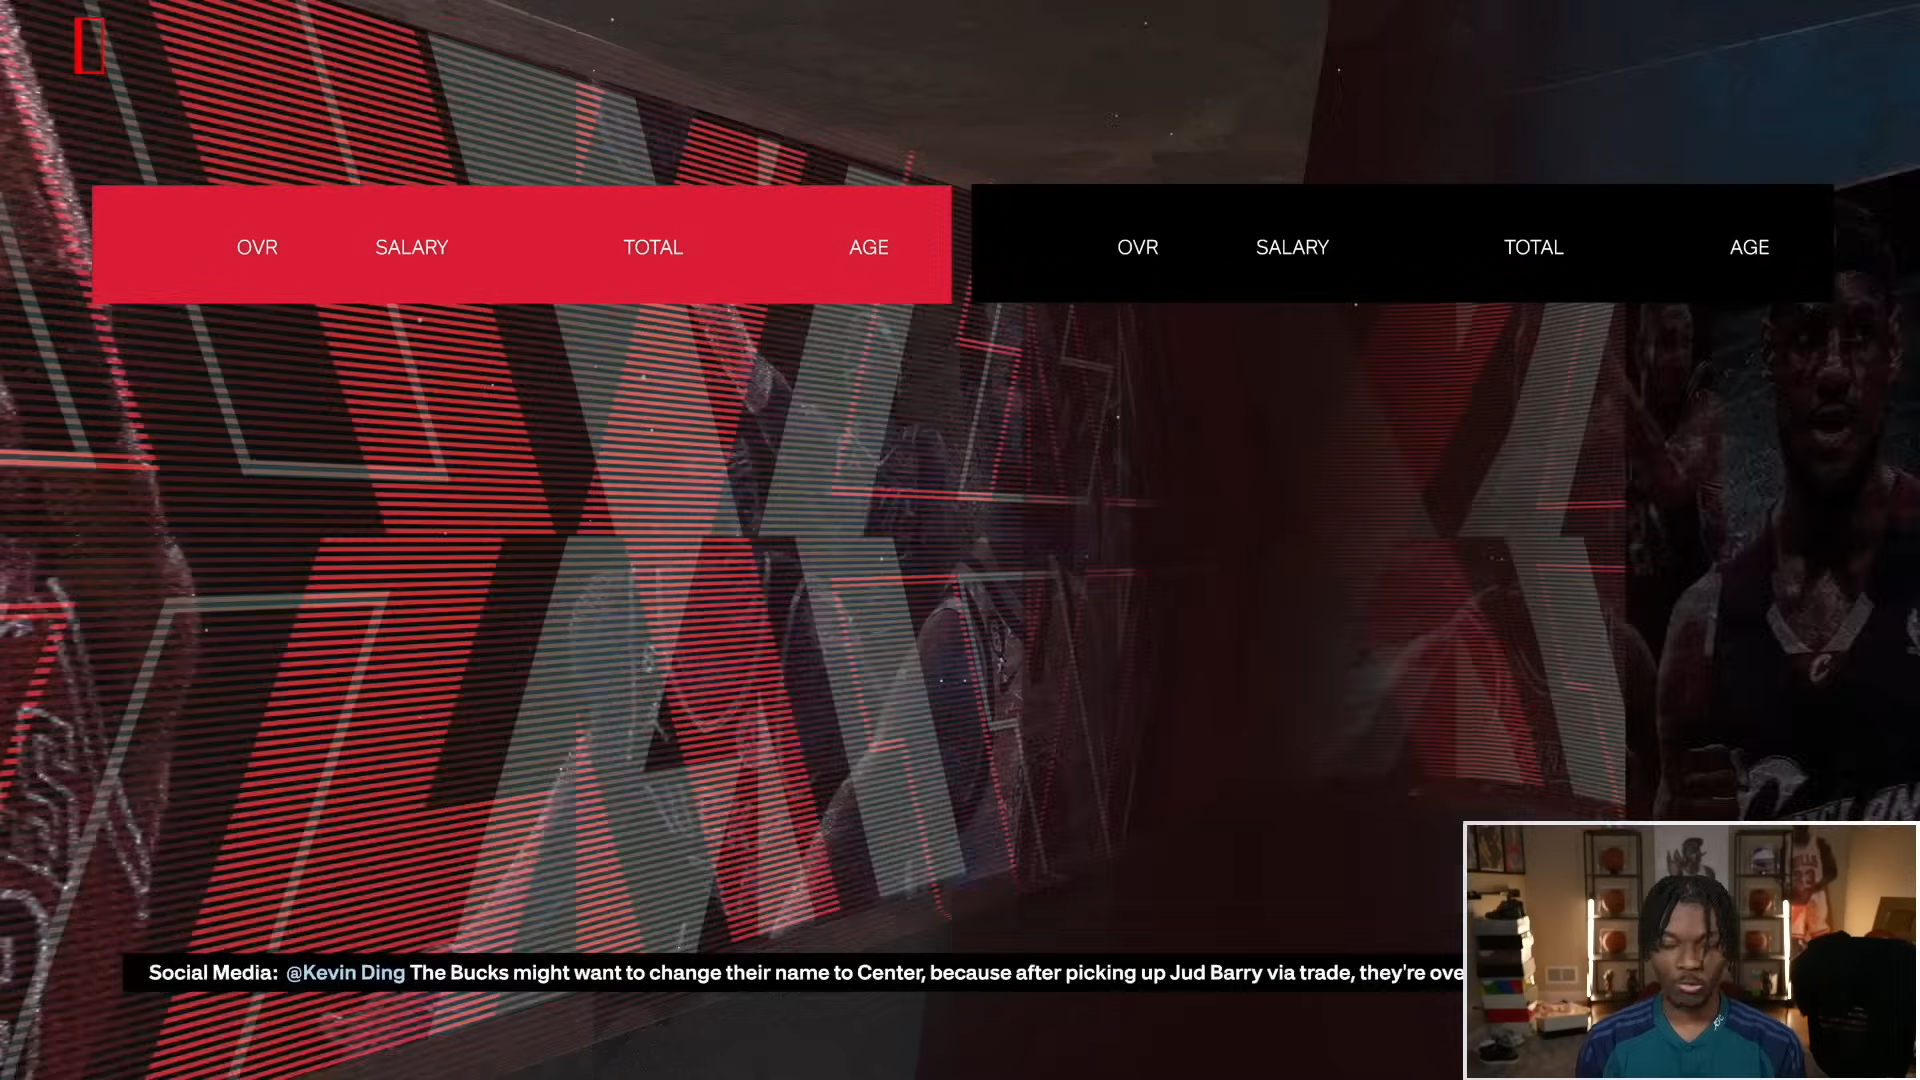 OVR SALARY TOTAL AGE
OVR SALARY TOTAL AGE
Social Media: @Kevin Ding The Bucks might want to change their name to Center, because after picking up Jud Barry via trade, they're ove